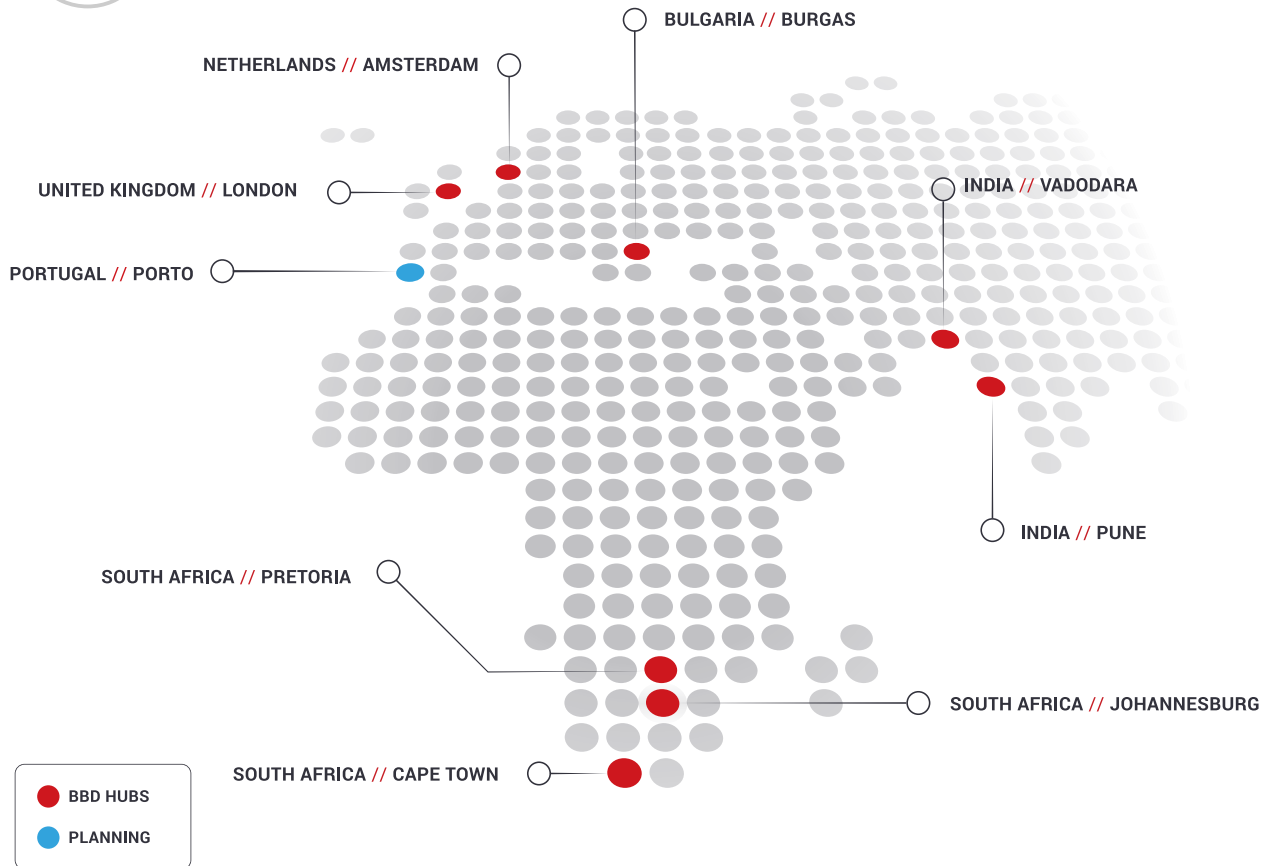 BULGARIA // BURGAS
NETHERLANDS // AMSTERDAM
UNITED KINGDOM // LONDON
INDIA // VADODARA
PORTUGAL // PORTO
INDIA // PUNE
SOUTH AFRICA // PRETORIA
SOUTH AFRICA // JOHANNESBURG
SOUTH AFRICA // CAPE TOWN
BBD HUBS
PLANNING